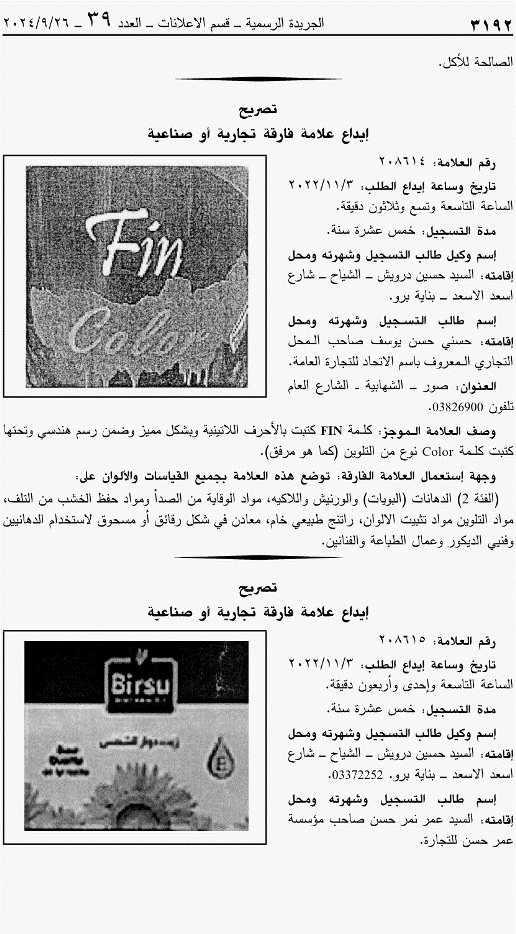 ٣١٩٢
الجريدة الرسمية – قسم الاعلانات – العدد ٣٩ – ٢٠٢٤/٩/٢٦
الصالحة للأكل.
تصريح
إيداع علامة فارقة تجارية أو صناعية
رقم العلامة: ٢٠٨٦١٤
تاريخ وساعة إيداع الطلب: ٢٠٢٢/١١/٣
الساعة التاسعة وتسع وثلاثون دقيقة.
مدة التسجيل: خمس عشرة سنة.
إسم وكيل طالب التسجيل وشهرته ومحل
إقامته: السيد حسين درويش – الشياح – شارع
اسعد الاسعد – بناية برو.
إسم طالب التسجيل وشهرته ومحل
إقامته: حسني حسن يوسف صاحب المحل
التجاري المعروف باسم الاتحاد للتجارة العامة.
العنوان: صور – الشهابية - الشارع العام
تلفون 03826900.
Fin
Color
وصف العلامة الموجز: كلمة FIN كتبت بالأحرف اللاتينية وبشكل مميز وضمن رسم هندسي وتحتها
كتبت كلمة Color نوع من التلوين (كما هو مرفق).
وجهة إستعمال العلامة الفارقة: توضع هذه العلامة بجميع القياسات والألوان على:
(الفئة 2) الدهانات (البويات) والورنيش واللاكيه، مواد الوقاية من الصدأ ومواد حفظ الخشب من التلف،
مواد التلوين مواد تثبيت الالوان، راتنج طبيعي خام، معادن في شكل رقائق أو مسحوق لاستخدام الدهانيين
وفنيي الديكور وعمال الطباعة والفنانين.
تصريح
إيداع علامة فارقة تجارية أو صناعية
رقم العلامة: ٢٠٨٦١٥
تاريخ وساعة إيداع الطلب: ٢٠٢٢/١١/٣
الساعة التاسعة وإحدى وأربعون دقيقة.
مدة التسجيل: خمس عشرة سنة.
إسم وكيل طالب التسجيل وشهرته ومحل
إقامته: السيد حسين درويش – الشياح – شارع
اسعد الاسعد – بناية برو. 03372252.
إسم طالب التسجيل وشهرته ومحل
إقامته: السيد عمر نمر حسن صاحب مؤسسة
عمر حسن للتجارة.
Birsu
زيت دوار الشمس
Best
Quality
E